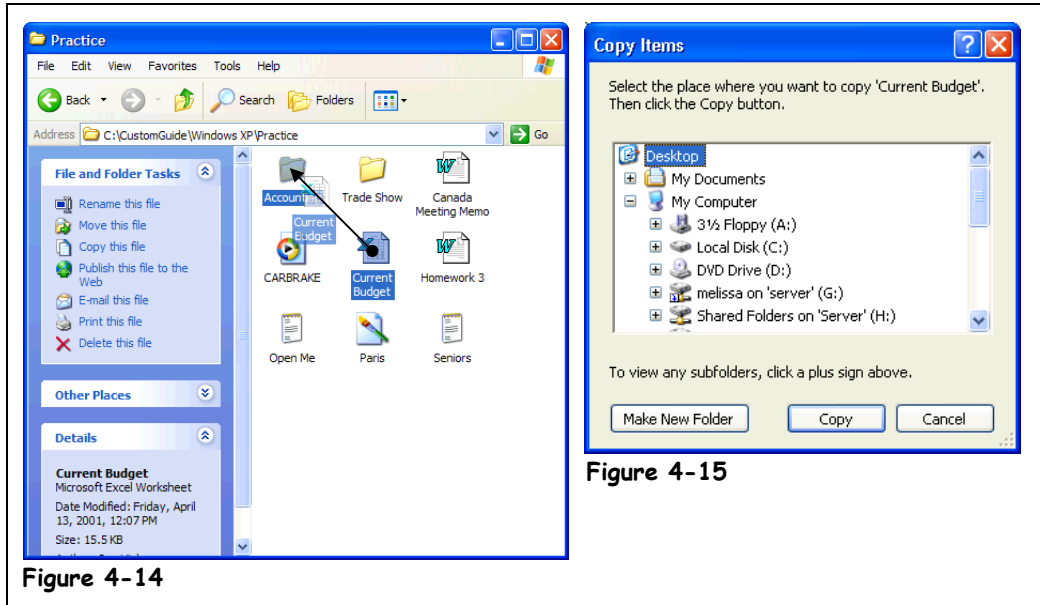 Practice
File Edit View Favorites Tools Help
Back Search Folders
Address C:\CustomGuide\Windows XP\Practice Go
File and Folder Tasks
Rename this file
Move this file
Copy this file
Publish this file to the
Web
E-mail this file
Print this file
Delete this file
Other Places
Details
Current Budget
Microsoft Excel Worksheet
Date Modified: Friday, April
13, 2001, 12:07 PM
Size: 15.5 KB
Trade Show
Canada
Meeting Memo
Current
Budget
CARBRAKE
Current
Budget
Homework 3
Open Me
Paris
Seniors
Figure 4-14
Copy Items
Select the place where you want to copy 'Current Budget'.
Then click the Copy button.
Desktop
My Documents
My Computer
3½ Floppy (A:)
Local Disk (C:)
DVD Drive (D:)
melissa on 'server' (G:)
Shared Folders on 'Server' (H:)
To view any subfolders, click a plus sign above.
Make New Folder Copy Cancel
Figure 4-15